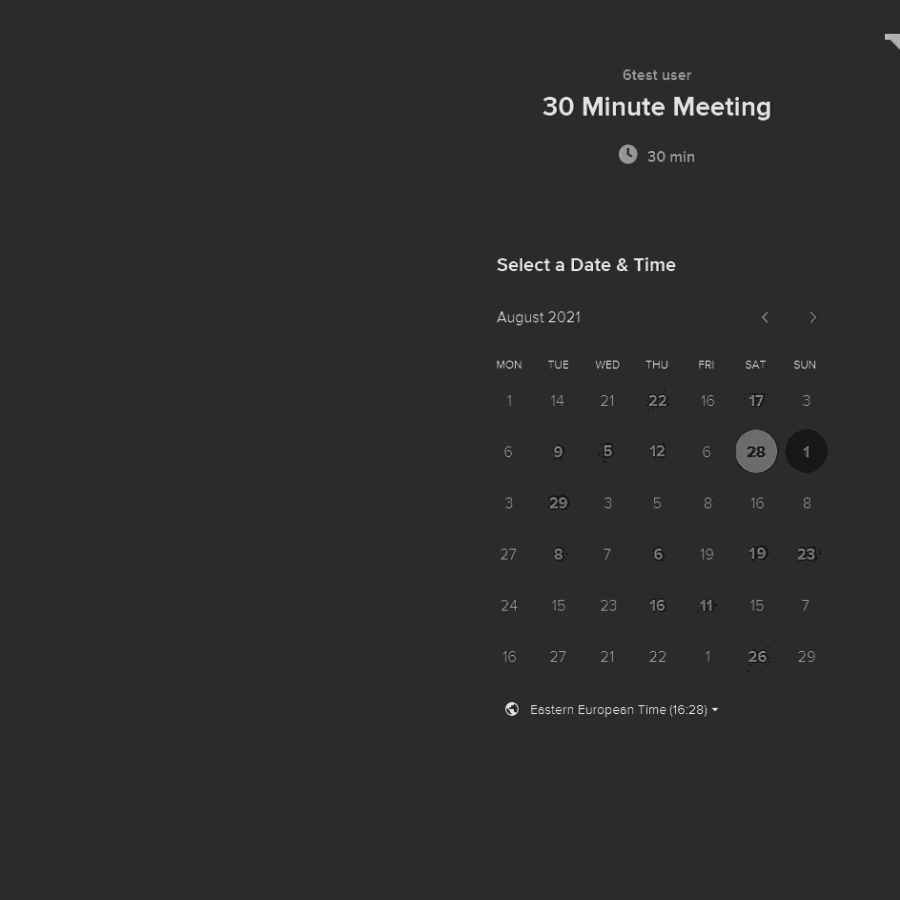 6test user
30 Minute Meeting
30 min
Select a Date & Time
August 2021
MON TUE WED THU FRI SAT SUN
1 14 21 22 16 17 3
6 9 5 12 6 28 1
3 29 3 5 8 16 8
27 8 7 6 19 19 23
24 15 23 16 11 15 7
16 27 21 22 1 26 29
Eastern European Time (16:28)